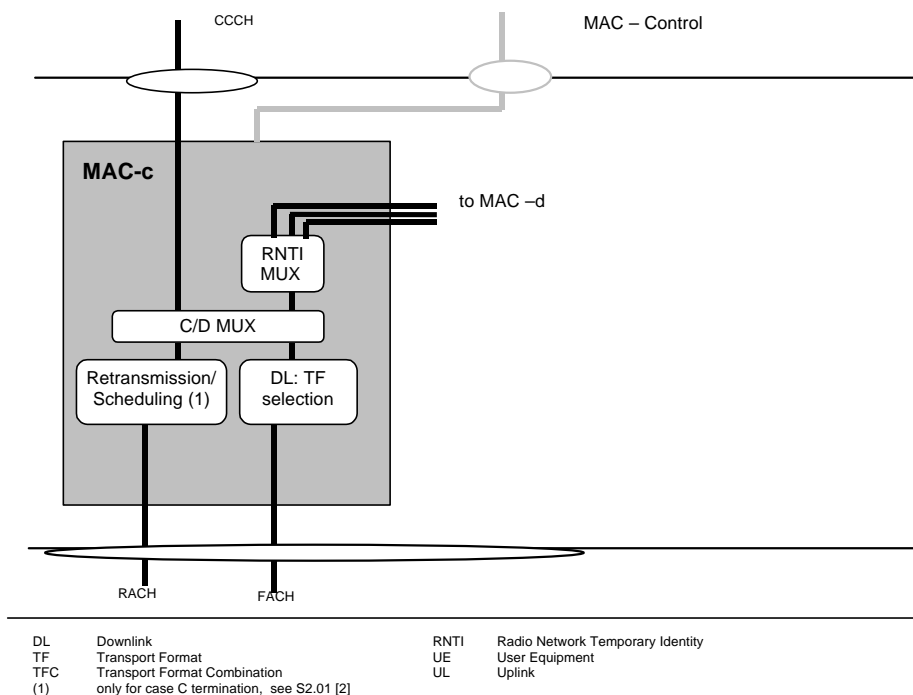 CCCH
MAC – Control
MAC-c
to MAC –d
RNTI
MUX
C/D MUX
Retransmission/
Scheduling (1)
DL: TF
selection
RACH
FACH
DL Downlink
TF Transport Format
TFC Transport Format Combination
(1) only for case C termination, see S2.01 [2]
RNTI Radio Network Temporary Identity
UE User Equipment
UL Uplink